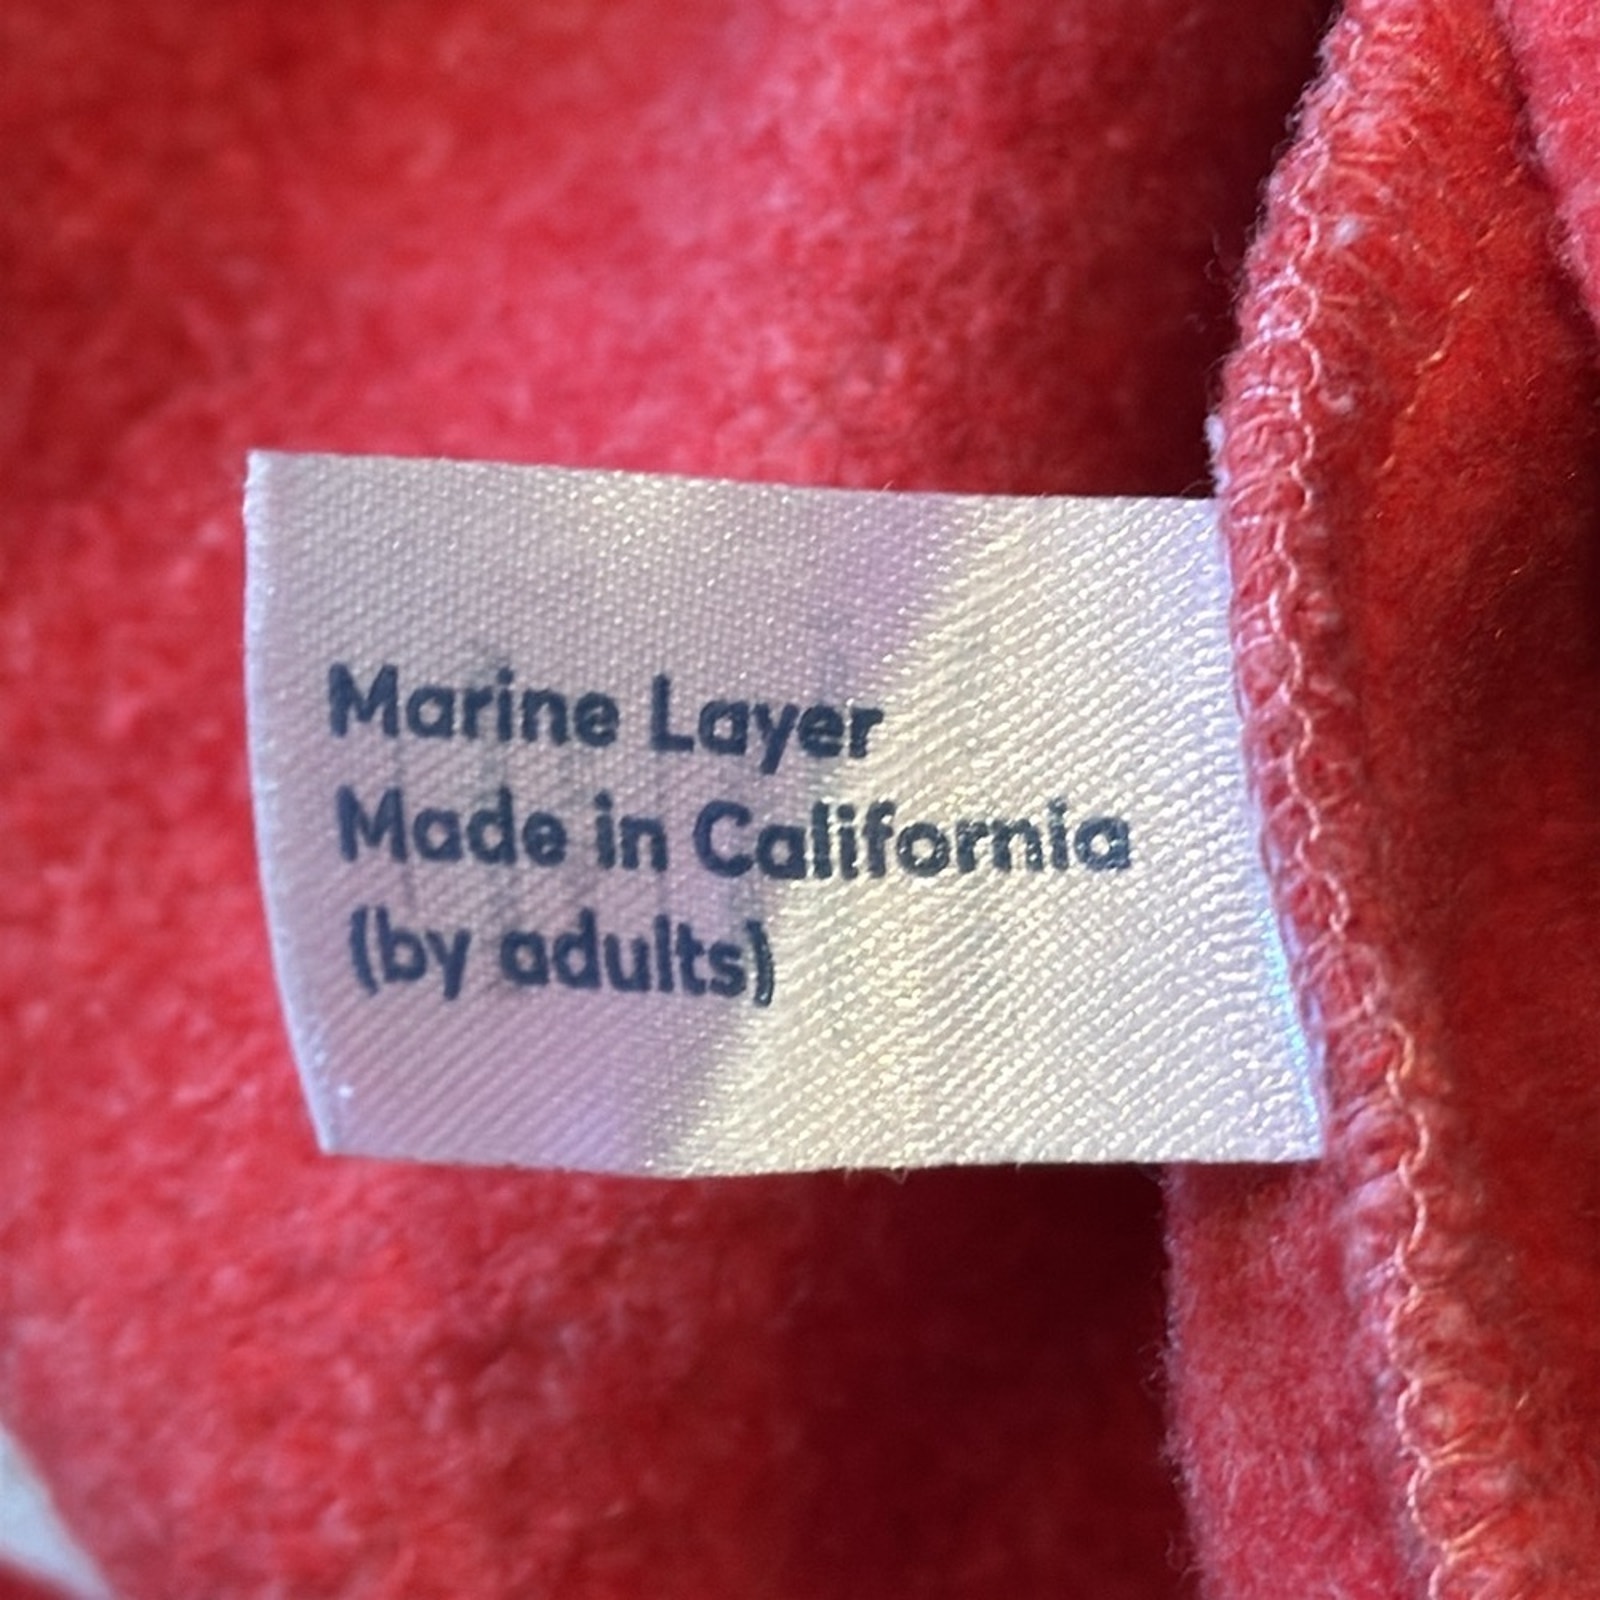 Marine Layer
Made in California
(by adults)